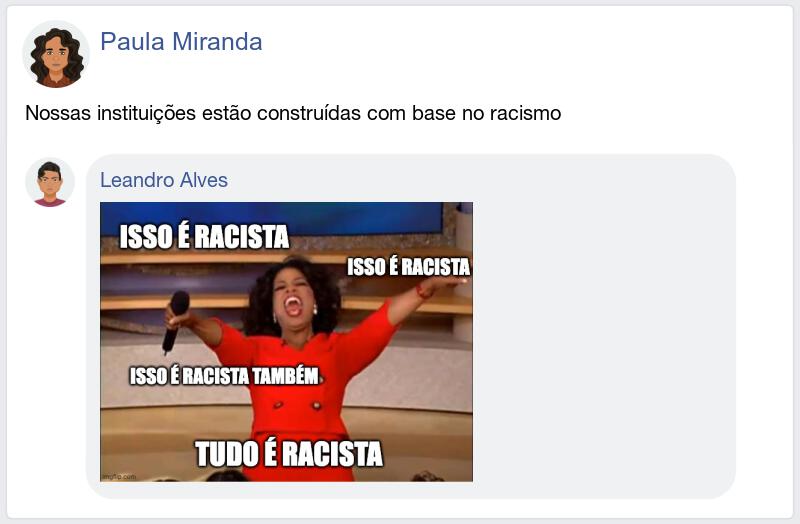 Paula Miranda
Nossas instituições estão construídas com base no racismo
Leandro Alves
ISSO É RACISTA
ISSO É RACISTA
ISSO É RACISTA TAMBÉM
TUDO É RACISTA
imgflip.com